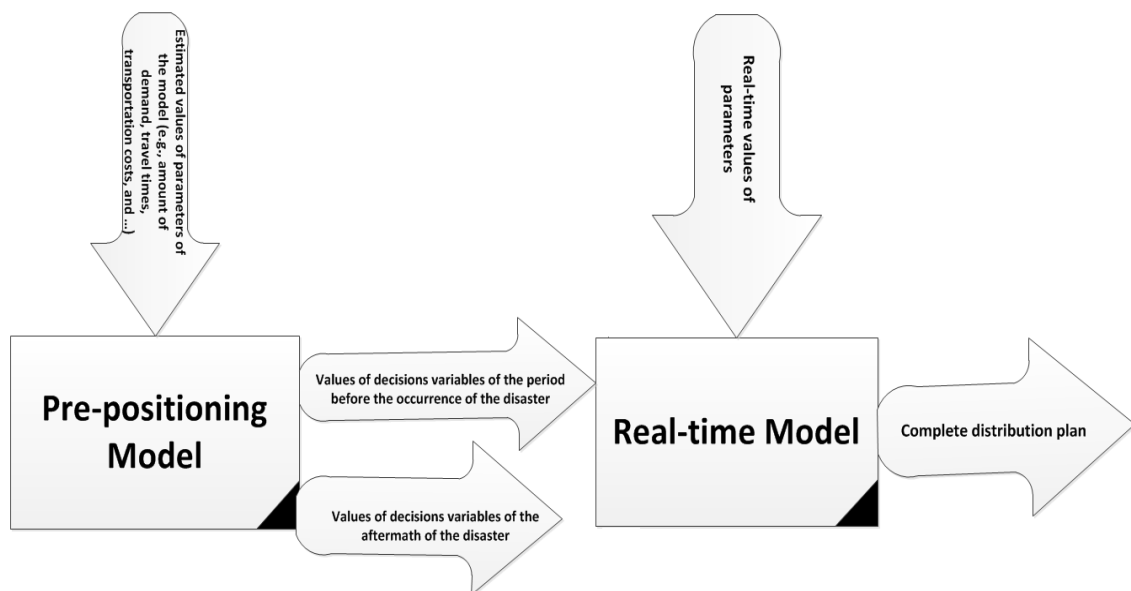 Estimated values of parameters of
the model (e.g., amount of
demand, travel times,
transportation costs, and ...)
Real-time values of
parameters
Pre-positioning
Model
Values of decisions variables of the period
before the occurrence of the disaster
Values of decisions variables of the
aftermath of the disaster
Real-time Model
Complete distribution plan